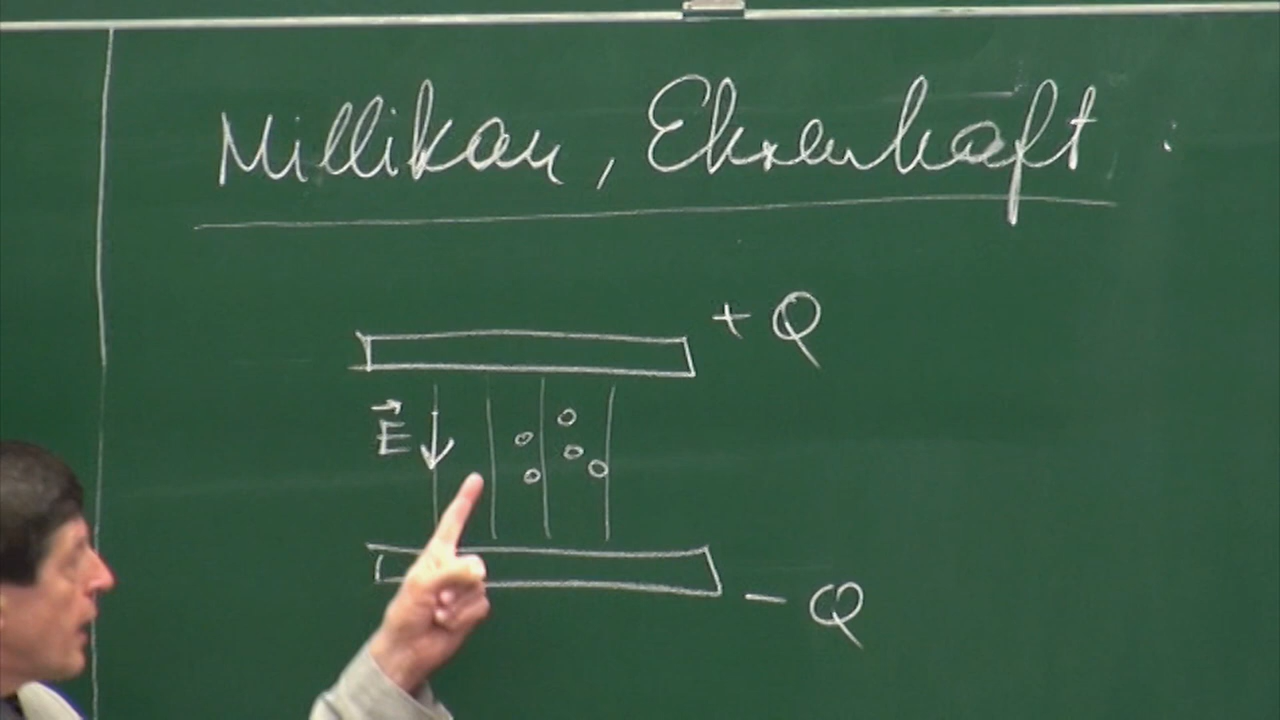 Millikan, Ehrenhaft :
+ Q
E⃗
- Q